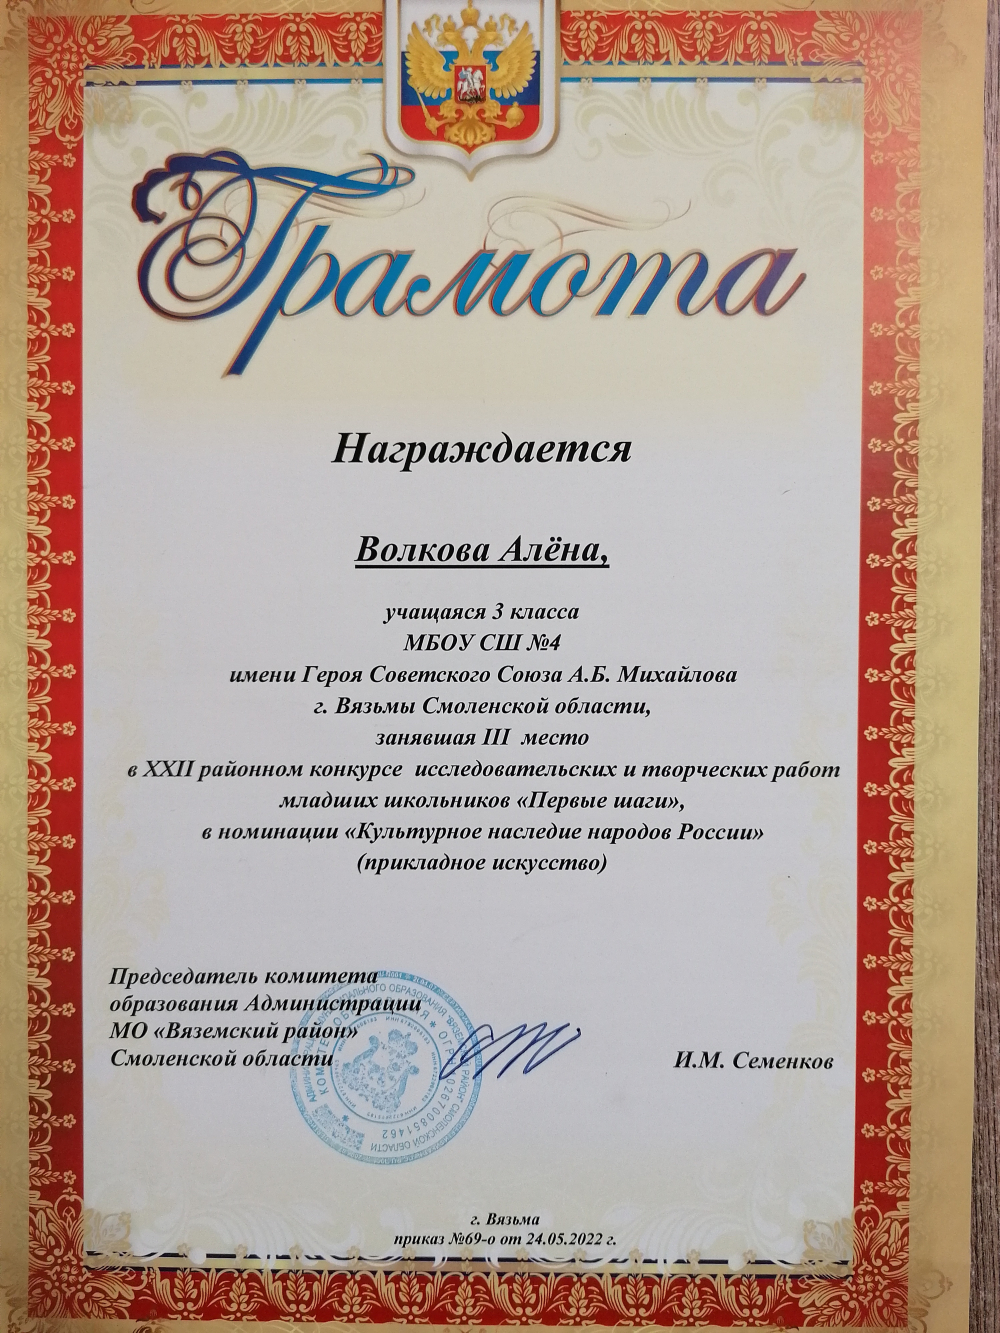 Грамота
Награждается
Волкова Алёна,
учащаяся 3 класса
МБОУ СШ №4
имени Героя Советского Союза А.Б. Михайлова
г. Вязьмы Смоленской области,
занявшая III место
в XXII районном конкурсе исследовательских и творческих работ
младших школьников «Первые шаги»,
в номинации «Культурное наследие народов России»
(прикладное искусство)
Председатель комитета
образования Администрации
МО «Вяземский район»
Смоленской области
И.М. Семенков
г. Вязьма
приказ №69-о от 24.05.2022 г.